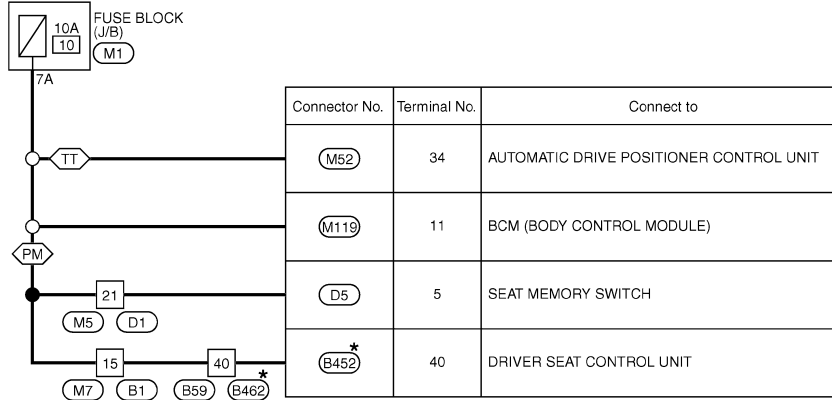 FUSE BLOCK
(J/B)
10A
10
M1
7A
Connector No. Terminal No. Connect to
TT M52 34 AUTOMATIC DRIVE POSITIONER CONTROL UNIT
M119 11 BCM (BODY CONTROL MODULE)
PM
21 D5 5 SEAT MEMORY SWITCH
M5 D1
15 40 B452* 40 DRIVER SEAT CONTROL UNIT
M7 B1 B59 B462*